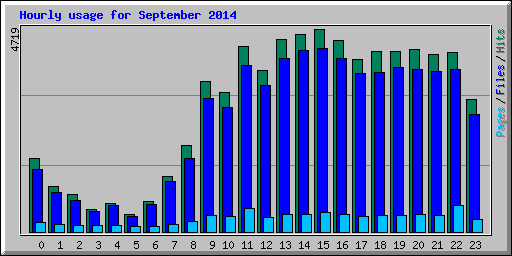 Hourly usage for September 2014
4719
Pages / Files / Hits
0 1 2 3 4 5 6 7 8 9 10 11 12 13 14 15 16 17 18 19 20 21 22 23